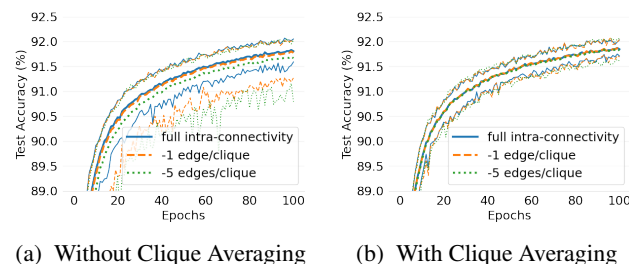 92.5
92.0
91.5
91.0
90.5
90.0
89.5
89.0
Test Accuracy (%)
full intra-connectivity
-1 edge/clique
-5 edges/clique
0 20 40 60 80 100
Epochs
(a) Without Clique Averaging
92.5
92.0
91.5
91.0
90.5
90.0
89.5
89.0
Test Accuracy (%)
full intra-connectivity
-1 edge/clique
-5 edges/clique
0 20 40 60 80 100
Epochs
(b) With Clique Averaging